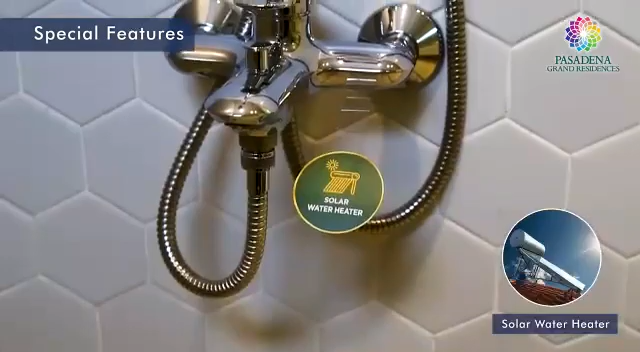 Special Features
PASADENA
GRAND RESIDENCES
SOLAR
WATER HEATER
Solar Water Heater